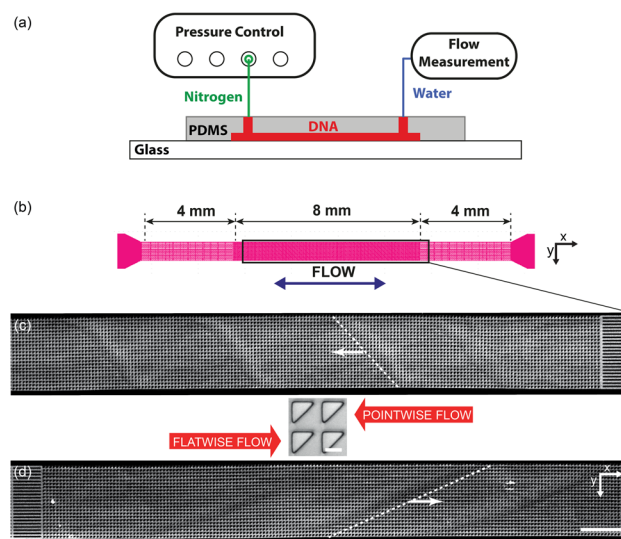 (a)
Pressure Control
Flow
Measurement
Nitrogen
Water
PDMS
DNA
Glass
(b)
4 mm
8 mm
4 mm
x
y
FLOW
(c)
POINTWISE FLOW
FLATWISE FLOW
(d)
x
y